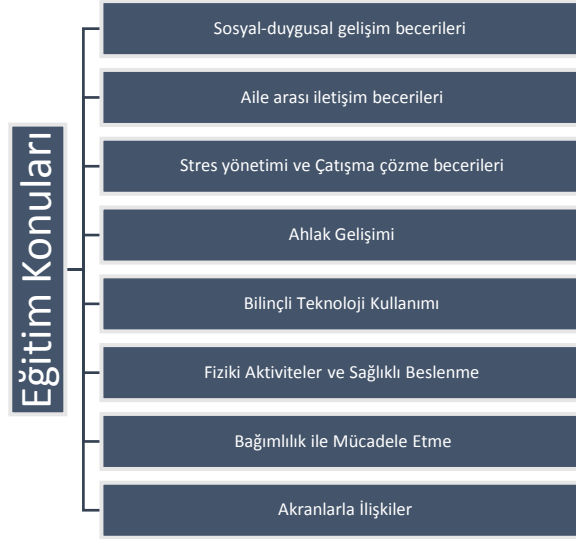 Eğitim Konuları
Sosyal-duygusal gelişim becerileri
Aile arası iletişim becerileri
Stres yönetimi ve Çatışma çözme becerileri
Ahlak Gelişimi
Bilinçli Teknoloji Kullanımı
Fiziki Aktiviteler ve Sağlıklı Beslenme
Bağımlılık ile Mücadele Etme
Akranlarla İlişkiler